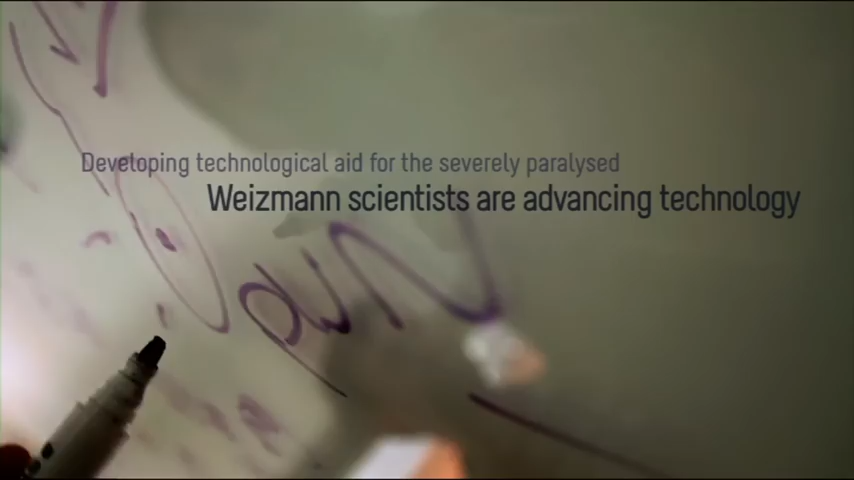 Developing technological aid for the severely paralysed
Weizmann scientists are advancing technology